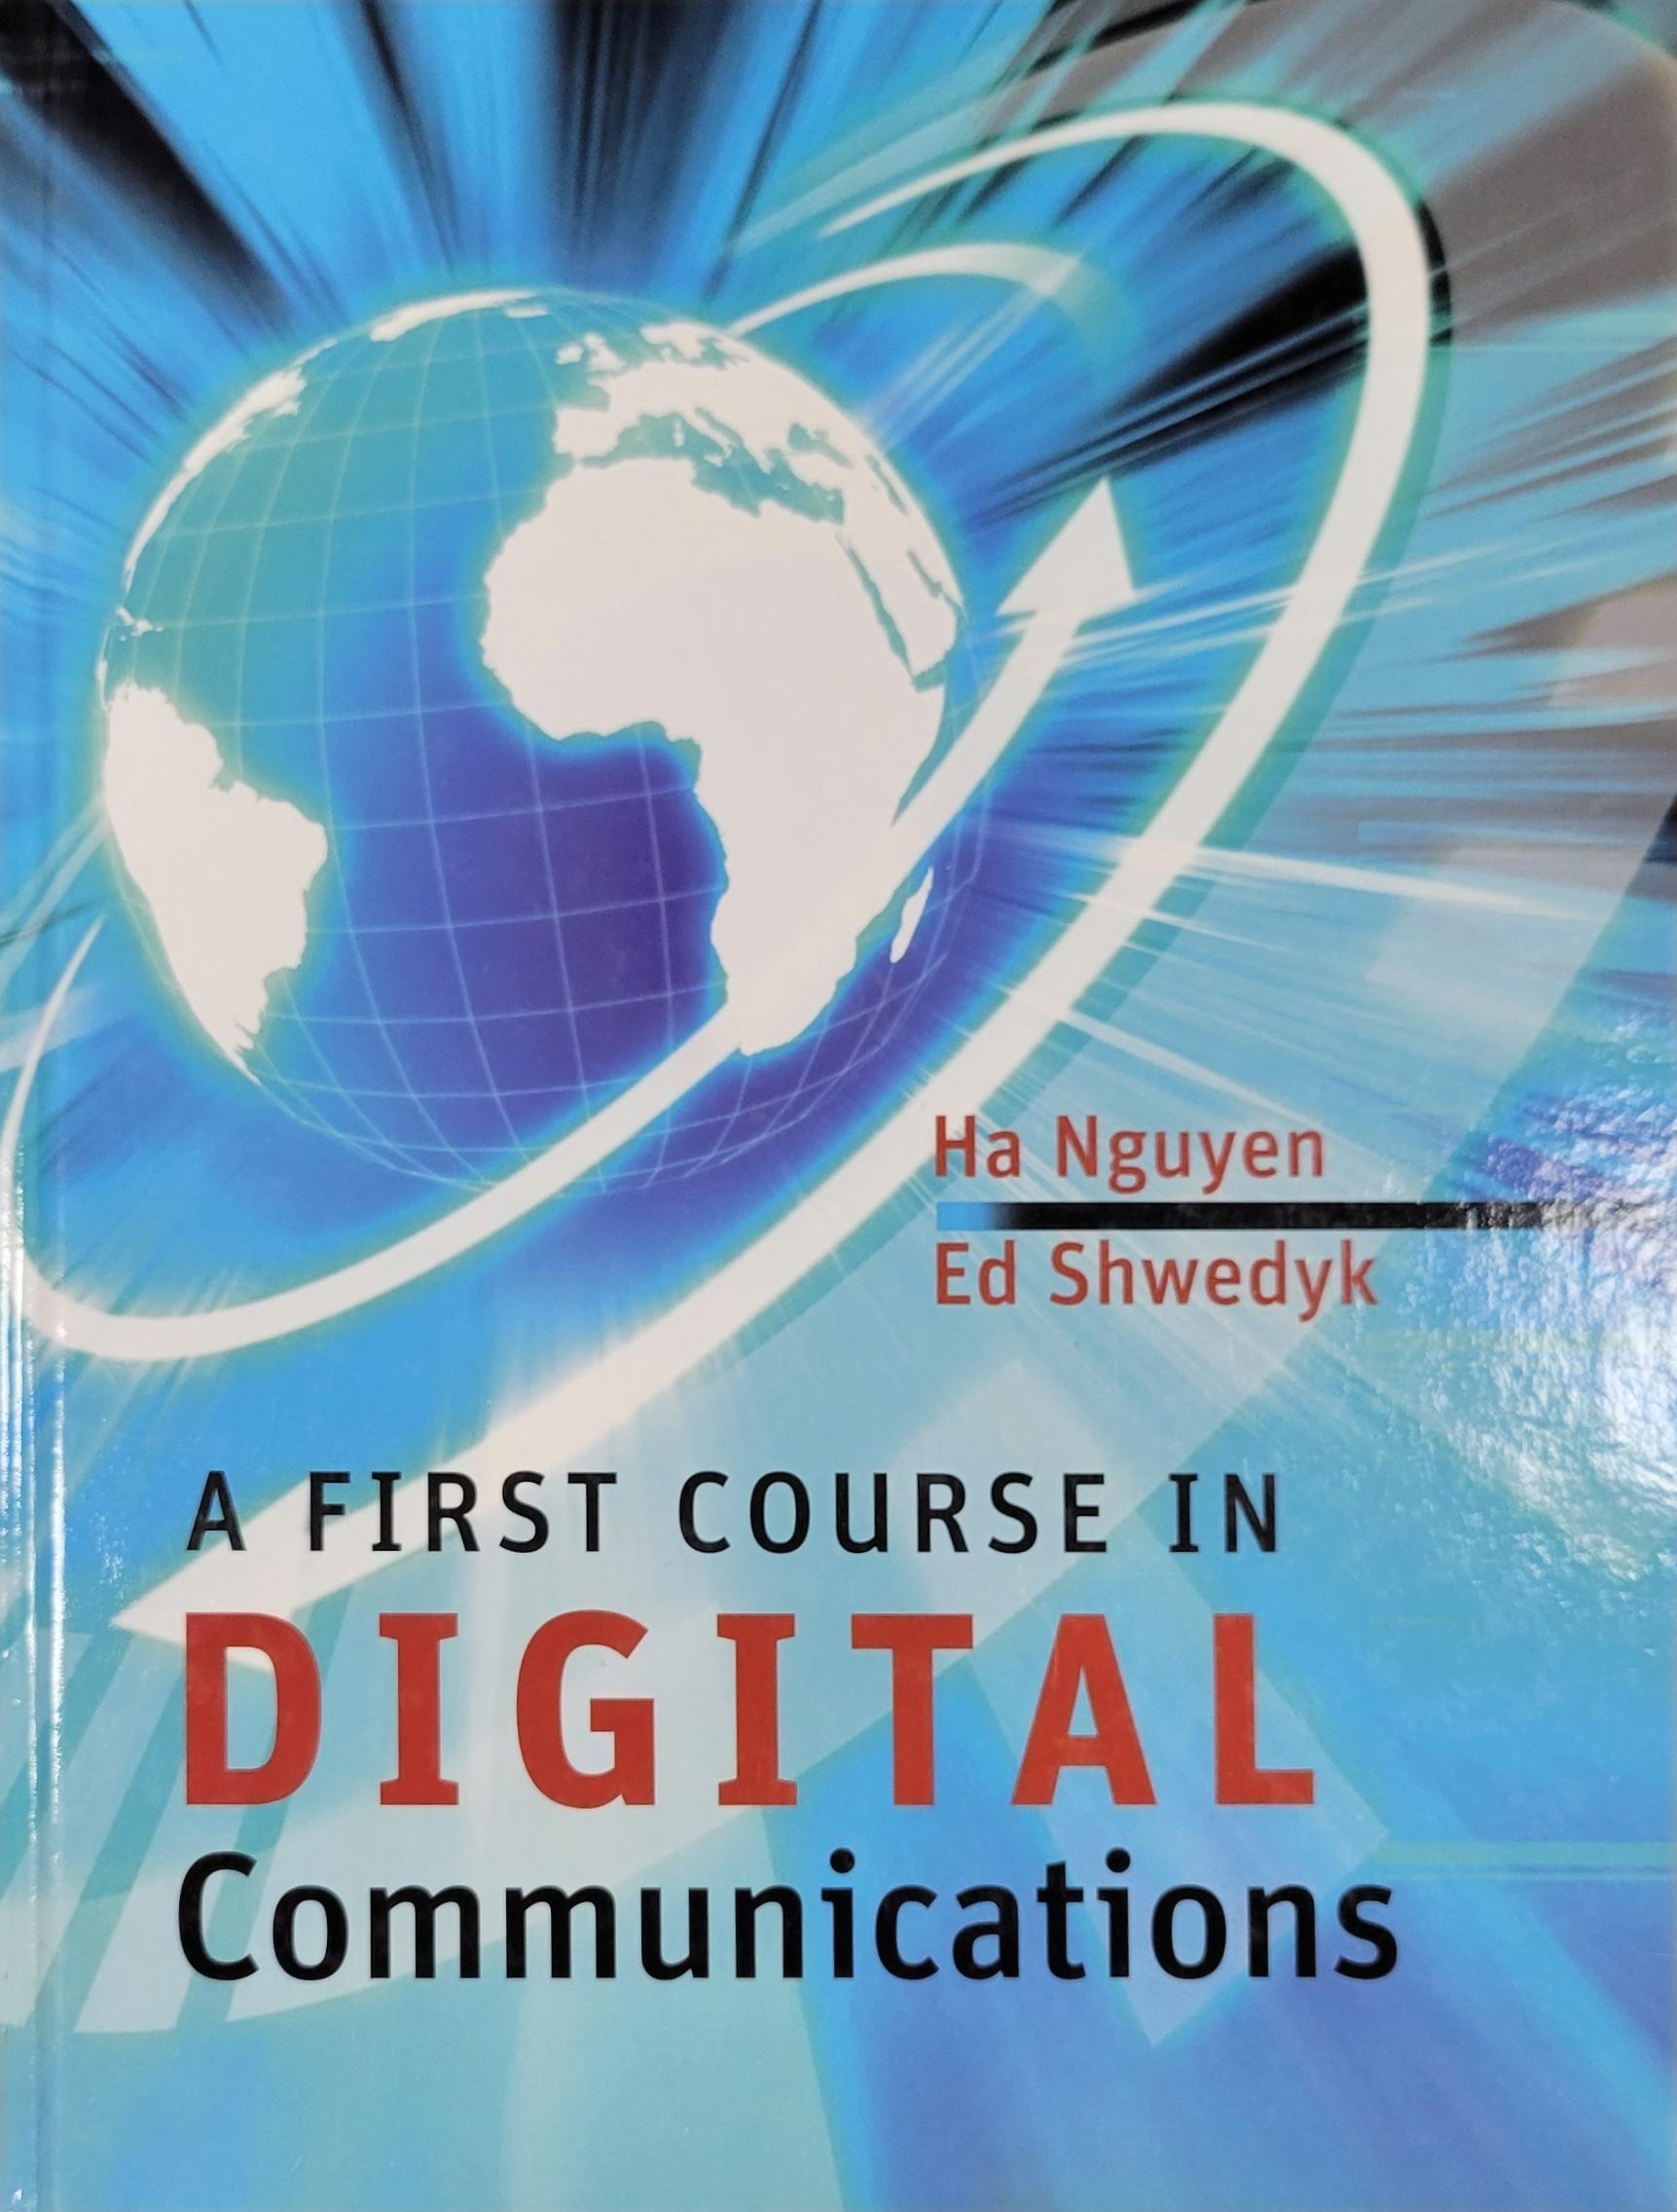 Ha Nguyen
Ed Shwedyk
A FIRST COURSE IN
DIGITAL
Communications